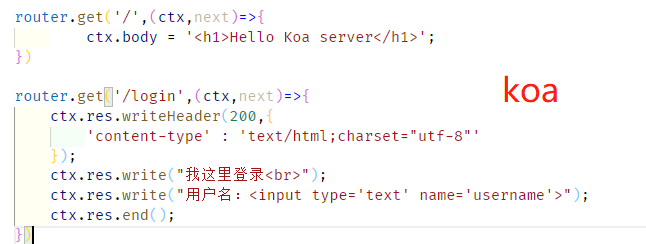 router.get('/',(ctx,next)=>{
ctx.body = '<h1>Hello Koa server</h1>';
})
koa
router.get('/login',(ctx,next)=>{
ctx.res.writeHeader(200,{
'content-type' : 'text/html;charset="utf-8"'
});
ctx.res.write("我这里登录<br>");
ctx.res.write("用户名：<input type='text' name='username'>");
ctx.res.end();
})